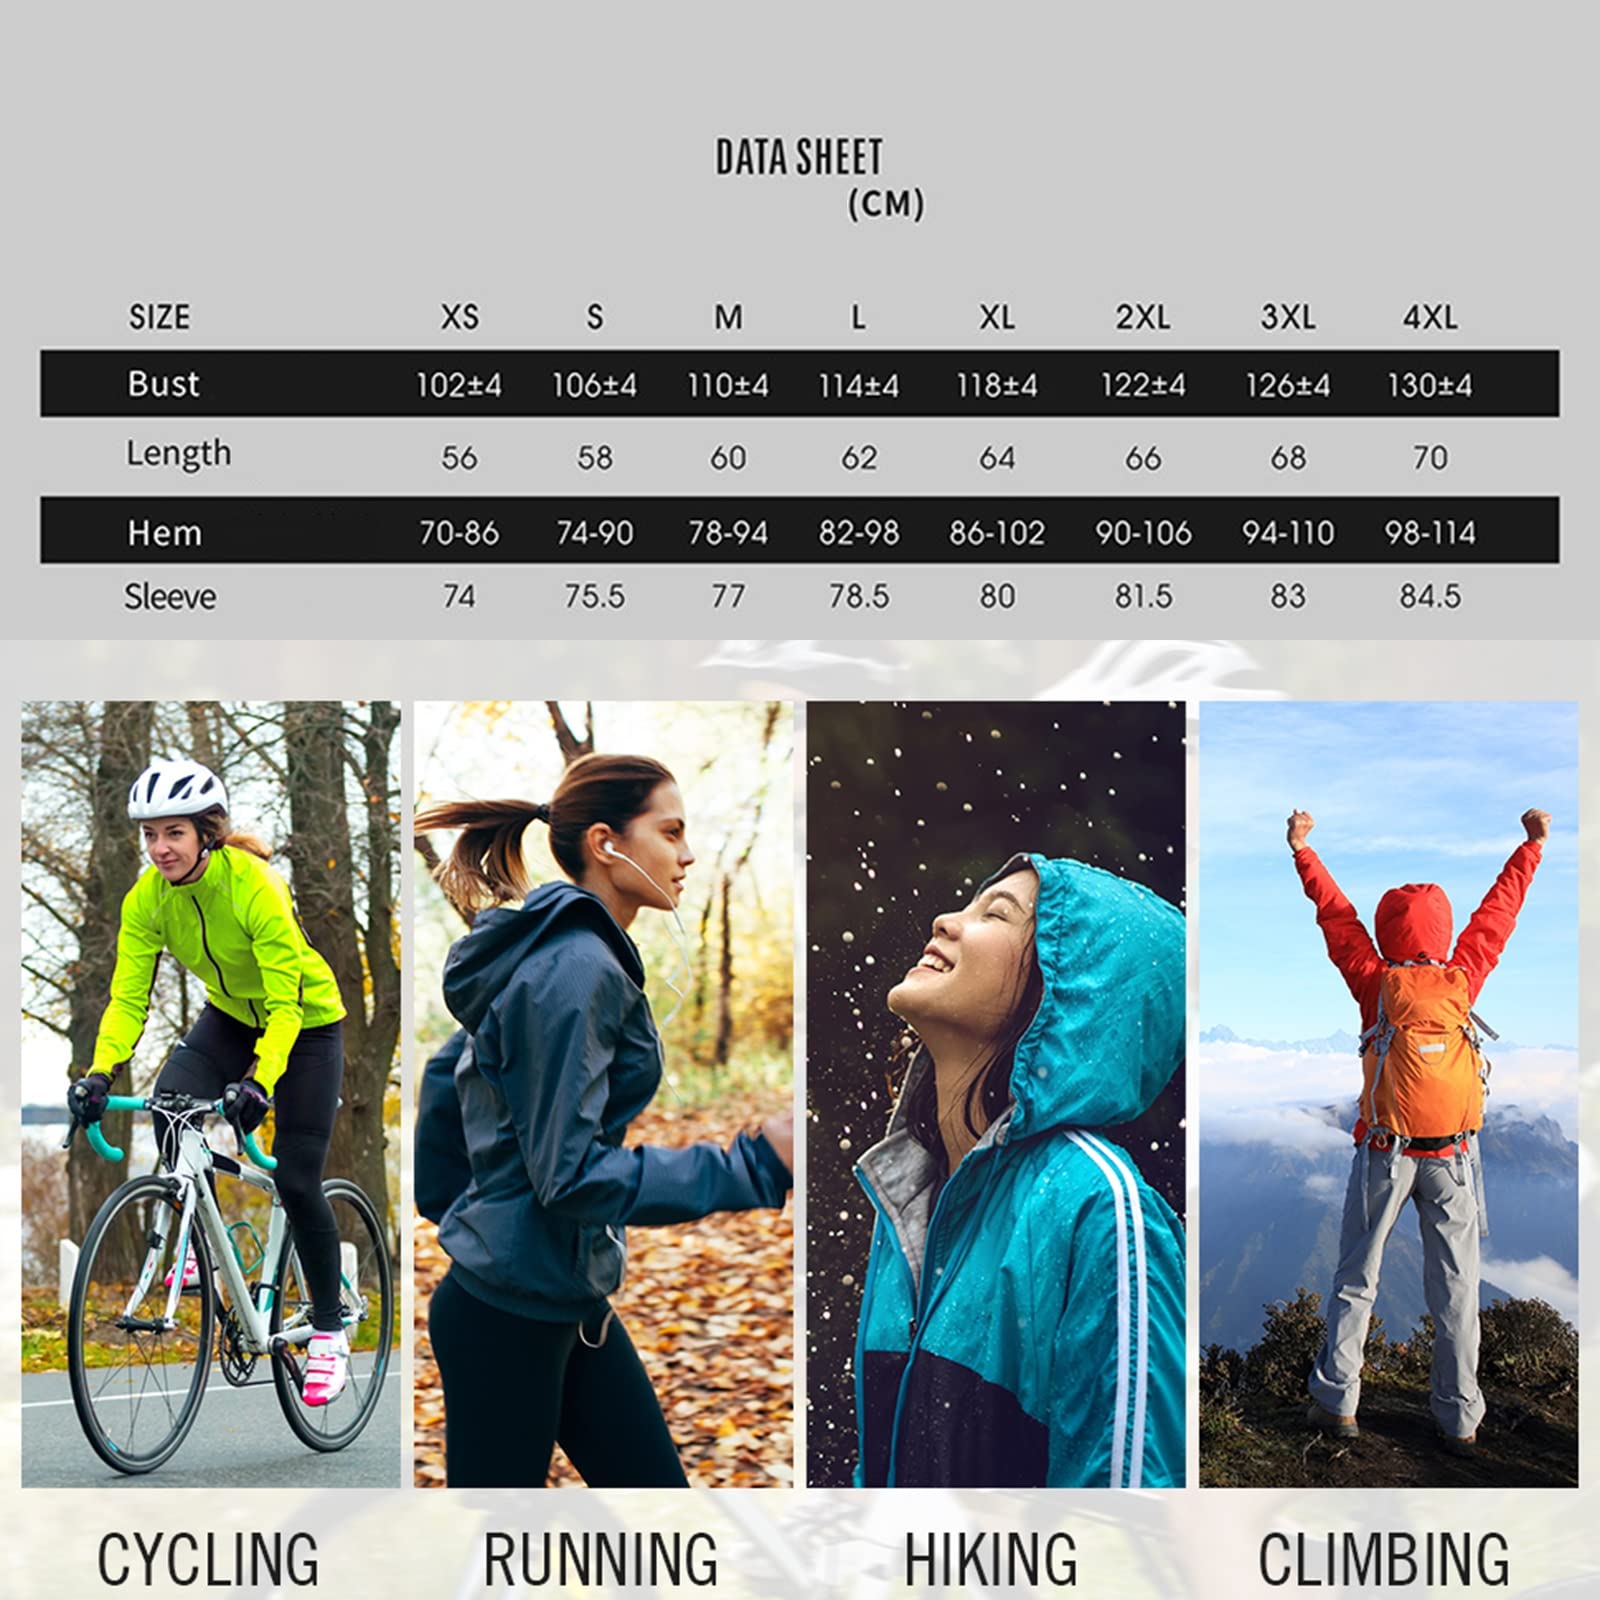 DATA SHEET
(CM)
SIZE XS S M L XL 2XL 3XL 4XL
Bust 102±4 106±4 110±4 114±4 118±4 122±4 126±4 130±4
Length 56 58 60 62 64 66 68 70
Hem 70-86 74-90 78-94 82-98 86-102 90-106 94-110 98-114
Sleeve 74 75.5 77 78.5 80 81.5 83 84.5
CYCLING RUNNING HIKING CLIMBING